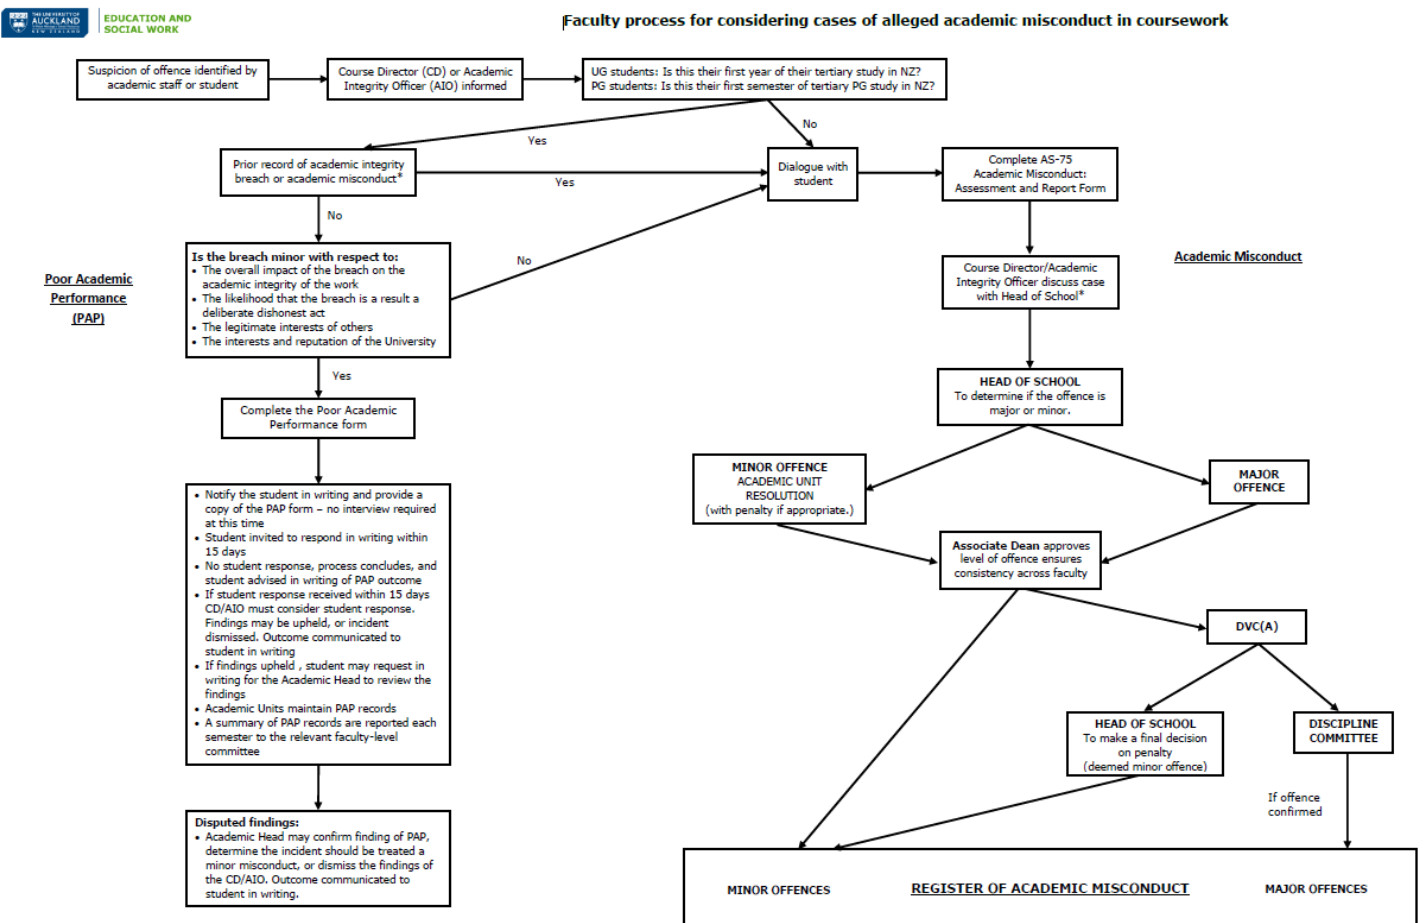 THE UNIVERSITY OF
AUCKLAND
NEW ZEALAND
EDUCATION AND
SOCIAL WORK
Faculty process for considering cases of alleged academic misconduct in coursework
Suspicion of offence identified by
academic staff or student
Course Director (CD) or Academic
Integrity Officer (AIO) informed
UG students: Is this their first year of their tertiary study in NZ?
PG students: Is this their first semester of tertiary PG study in NZ?
Yes
No
Prior record of academic integrity
breach or academic misconduct*
Yes
Dialogue with
student
Complete AS-75
Academic Misconduct:
Assessment and Report Form
No
Poor Academic
Performance
(PAP)
Is the breach minor with respect to:
• The overall impact of the breach on the
academic integrity of the work
• The likelihood that the breach is a result a
deliberate dishonest act
• The legitimate interests of others
• The interests and reputation of the University
No
Course Director/Academic
Integrity Officer discuss case
with Head of School*
Academic Misconduct
Yes
Complete the Poor Academic
Performance form
HEAD OF SCHOOL
To determine if the offence is
major or minor.
MINOR OFFENCE
ACADEMIC UNIT
RESOLUTION
(with penalty if appropriate.)
MAJOR
OFFENCE
• Notify the student in writing and provide a
copy of the PAP form – no interview required
at this time
• Student invited to respond in writing within
15 days
• No student response, process concludes, and
student advised in writing of PAP outcome
• If student response received within 15 days
CD/AIO must consider student response.
Findings may be upheld, or incident
dismissed. Outcome communicated to
student in writing
• If findings upheld , student may request in
writing for the Academic Head to review the
findings
• Academic Units maintain PAP records
• A summary of PAP records are reported each
semester to the relevant faculty-level
committee
Associate Dean approves
level of offence ensures
consistency across faculty
DVC(A)
HEAD OF SCHOOL
To make a final decision
on penalty
(deemed minor offence)
DISCIPLINE
COMMITTEE
If offence
confirmed
Disputed findings:
• Academic Head may confirm finding of PAP,
determine the incident should be treated a
minor misconduct, or dismiss the findings of
the CD/AIO. Outcome communicated to
student in writing.
MINOR OFFENCES
REGISTER OF ACADEMIC MISCONDUCT
MAJOR OFFENCES